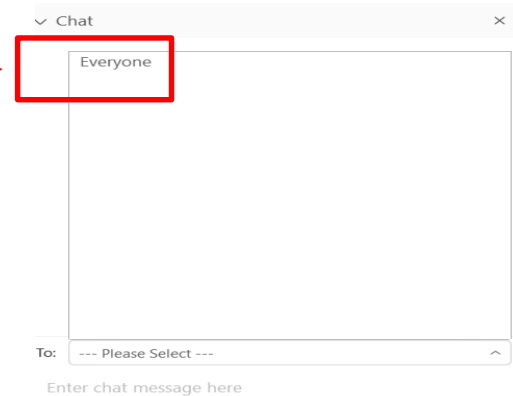 Chat
Everyone
To: --- Please Select ---
Enter chat message here